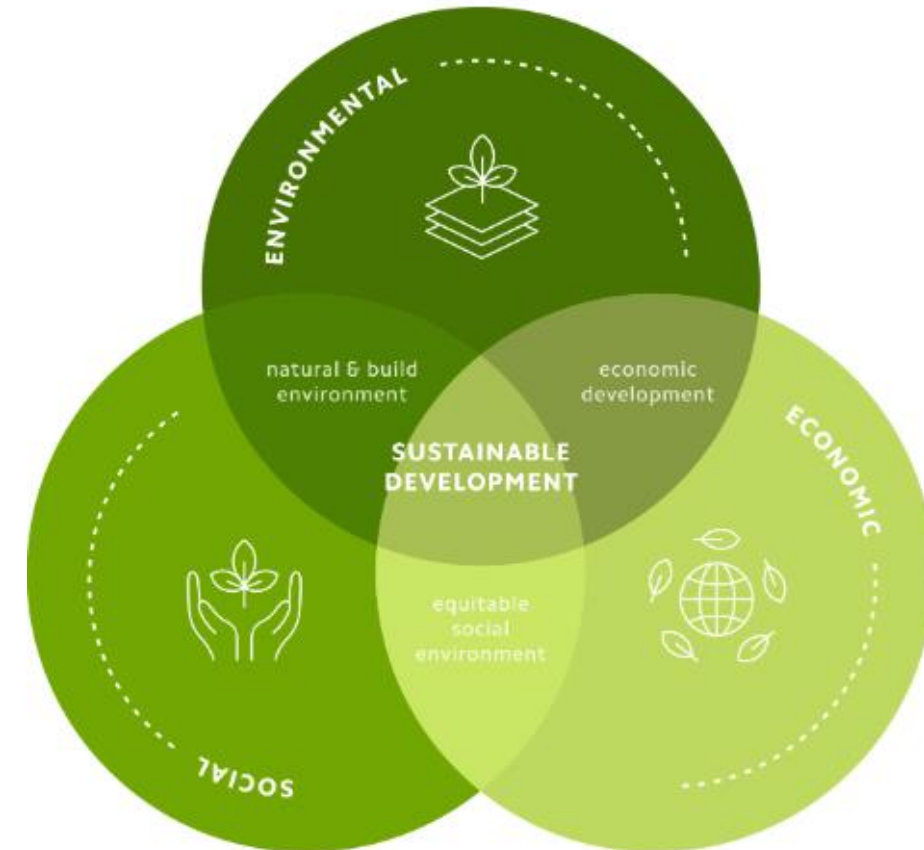 ENVIRONMENTAL
natural & build
environment
economic
development
ECONOMIC
SUSTAINABLE
DEVELOPMENT
equitable
social
environment
SOCIAL